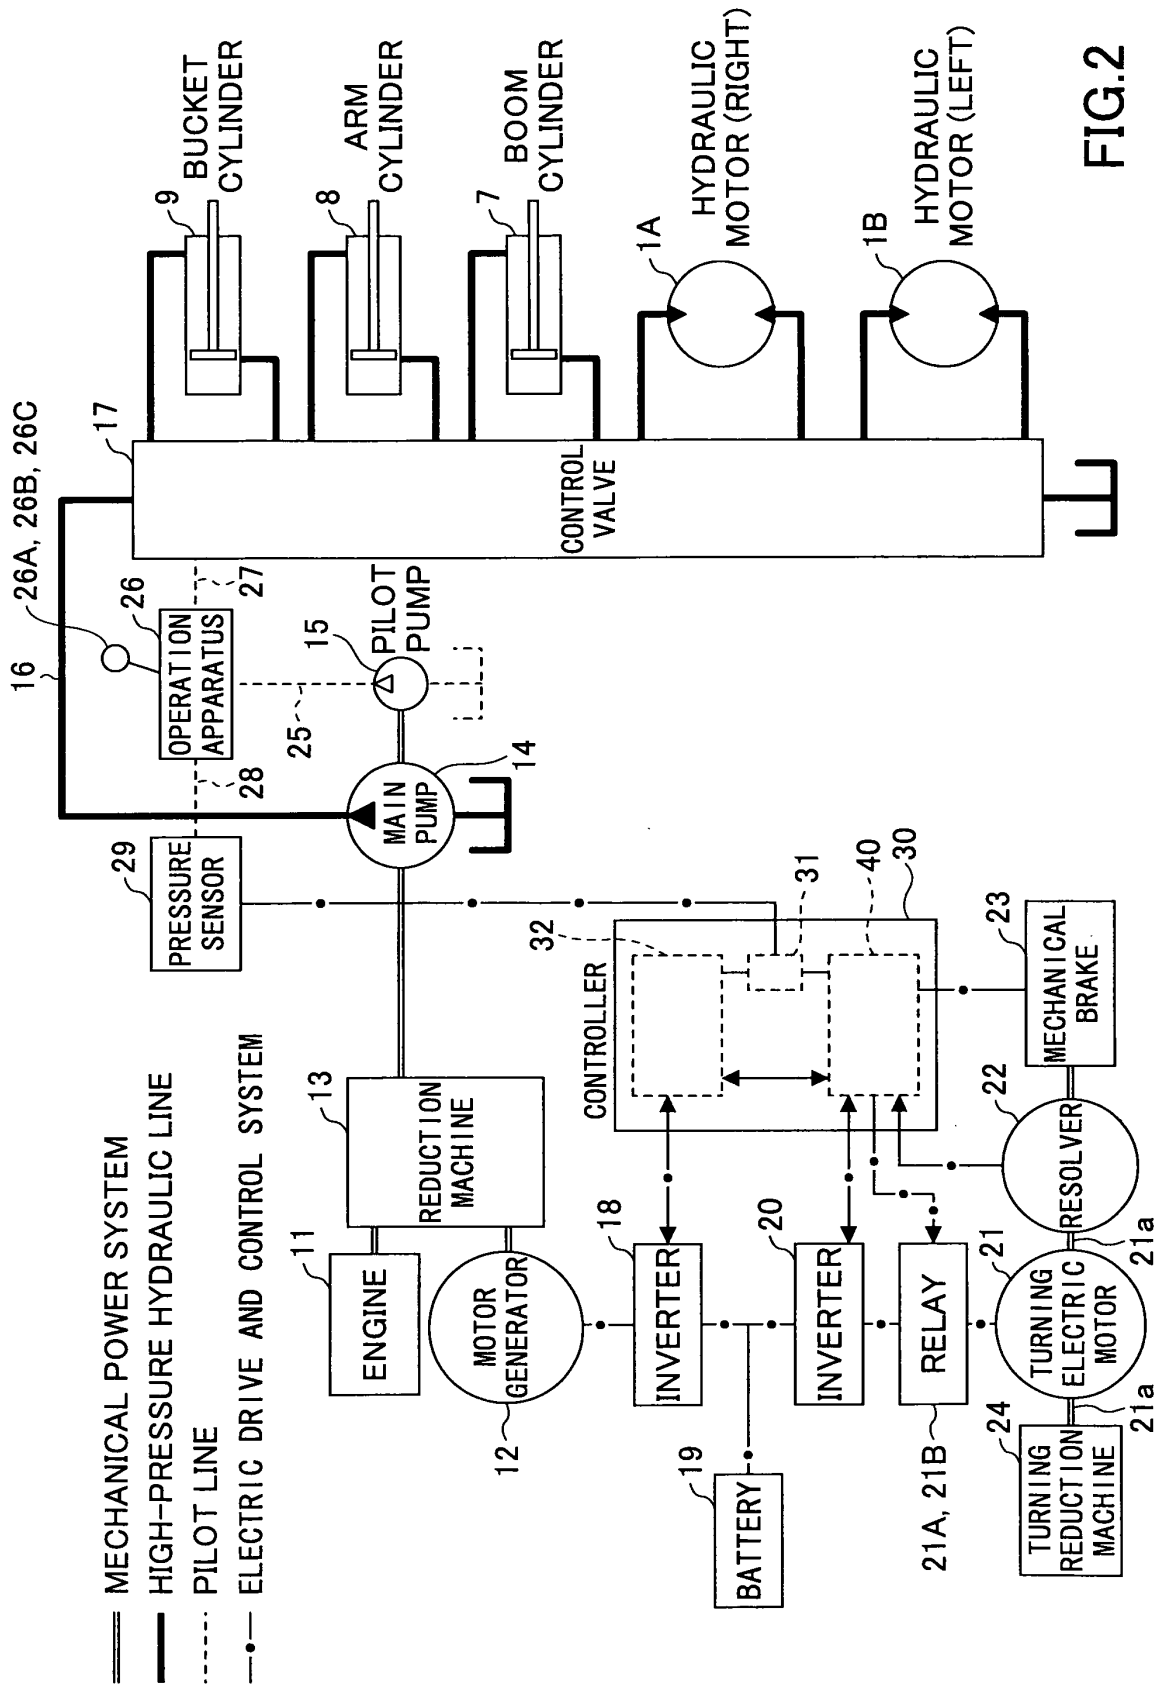 MECHANICAL POWER SYSTEM
HIGH-PRESSURE HYDRAULIC LINE
PILOT LINE
ELECTRIC DRIVE AND CONTROL SYSTEM
26A, 26B, 26C
16
17
9
BUCKET
CYLINDER
8
ARM
CYLINDER
7
BOOM
CYLINDER
1A
HYDRAULIC
MOTOR (RIGHT)
1B
HYDRAULIC
MOTOR (LEFT)
CONTROL
VALVE
29
PRESSURE
SENSOR
28
26
OPERATION
APPARATUS
27
25
15
PILOT
PUMP
14
MAIN
PUMP
11
ENGINE
13
REDUCTION
MACHINE
12
MOTOR
GENERATOR
18
INVERTER
19
BATTERY
20
INVERTER
21A, 21B
RELAY
CONTROLLER
32
31
40
30
24
TURNING
REDUCTION
MACHINE
21a
21
TURNING
ELECTRIC
MOTOR
21a
22
RESOLVER
23
MECHANICAL
BRAKE
FIG.2